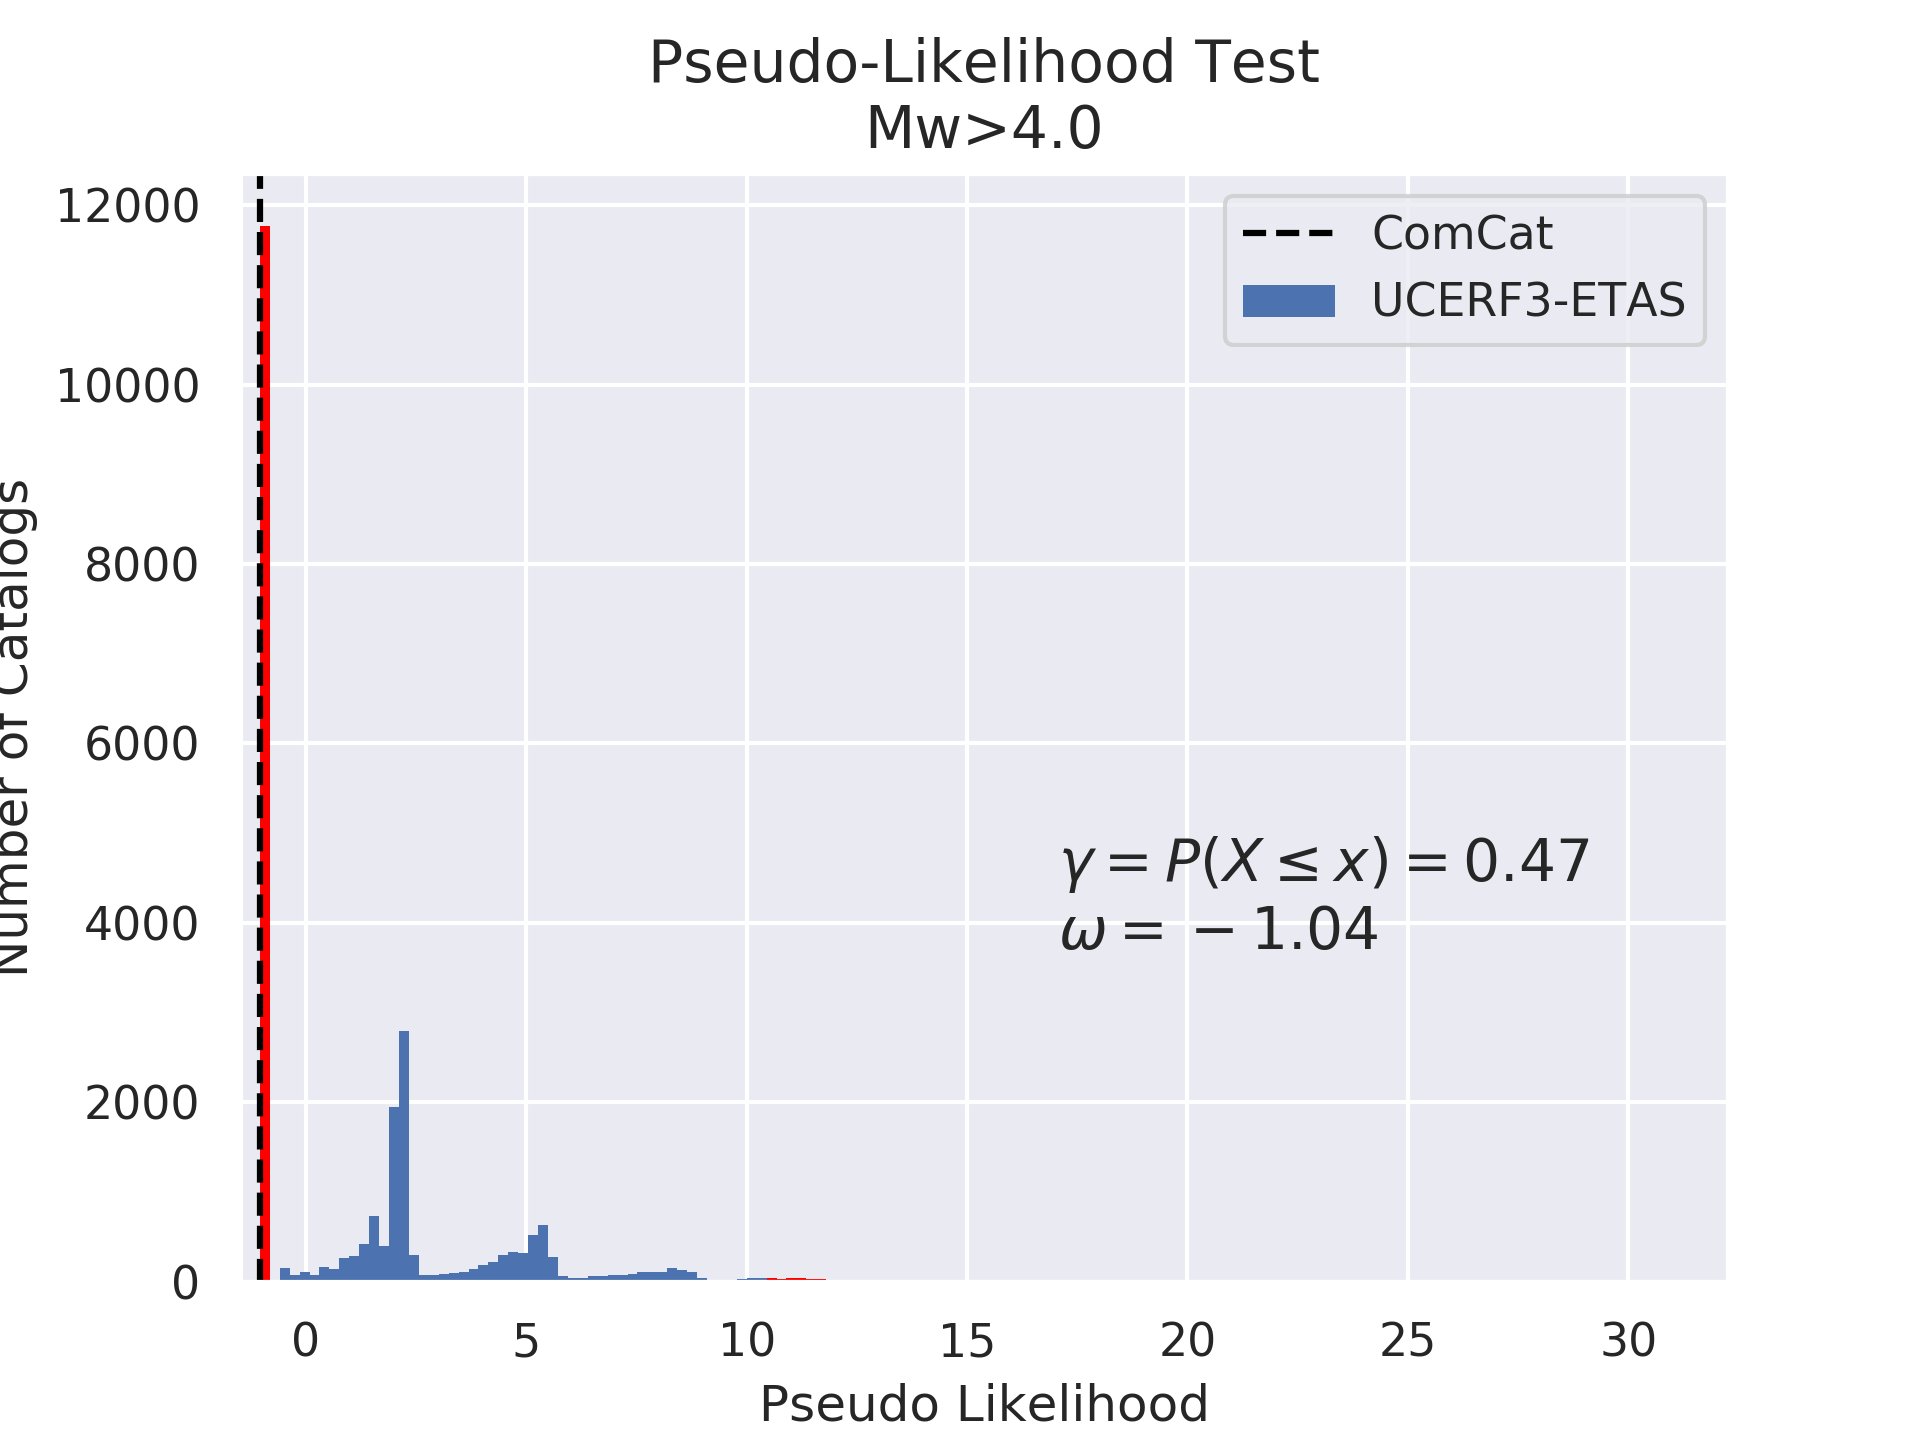 Pseudo-Likelihood Test
Mw>4.0
12000
10000
8000
6000
4000
2000
0
Number of Catalogs
ComCat
UCERF3-ETAS
γ = P(X ≤ x) = 0.47
ω = − 1.04
0 5 10 15 20 25 30
Pseudo Likelihood